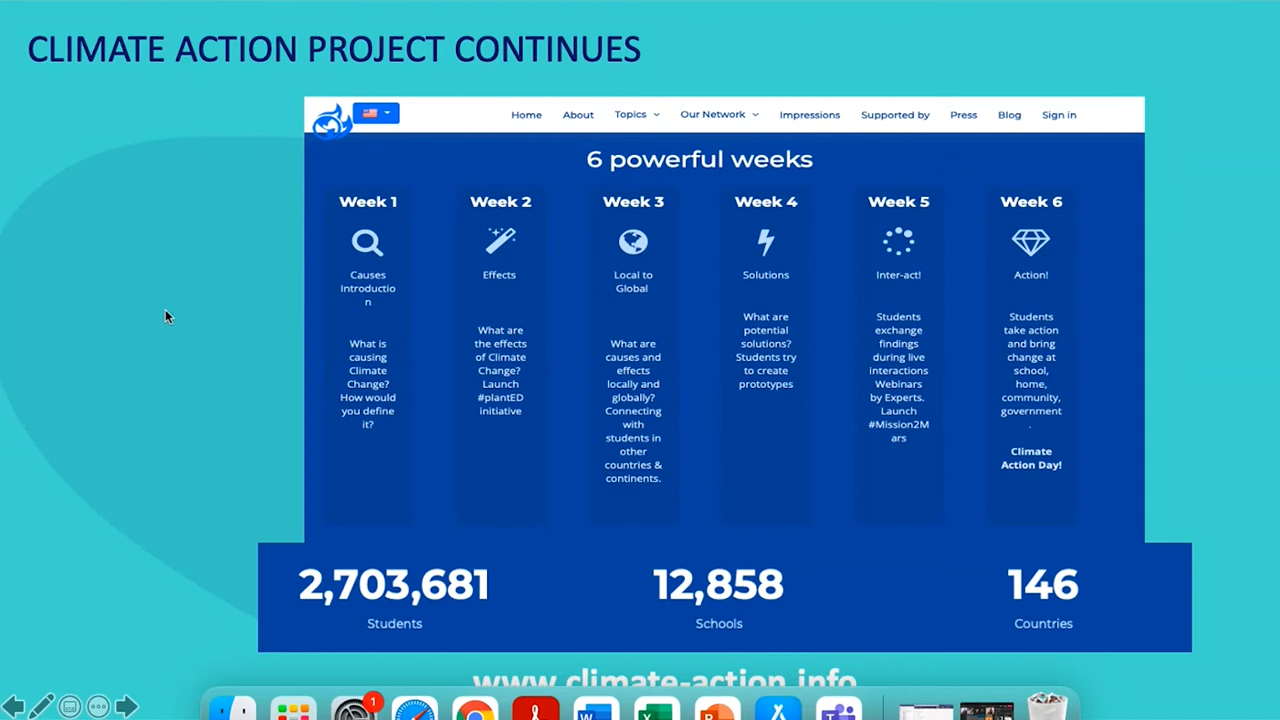 CLIMATE ACTION PROJECT CONTINUES
Home About Topics Our Network Impressions Supported by Press Blog Sign in
6 powerful weeks
Week 1
Causes
Introductio
n
What is
causing
Climate
Change?
How would
you define
it?
Week 2
Effects
What are
the effects
of Climate
Change?
Launch
#plantED
initiative
Week 3
Local to
Global
What are
causes and
effects
locally and
globally?
Connecting
with
students in
other
countries &
continents.
Week 4
Solutions
What are
potential
solutions?
Students try
to create
prototypes
Week 5
Inter-act!
Students
exchange
findings
during live
interactions
Webinars
by Experts.
Launch
#Mission2M
ars
Week 6
Action!
Students
take action
and bring
change at
school,
home,
community,
government
.
Climate
Action Day!
2,703,681
Students
12,858
Schools
146
Countries
www.climate-action.info
1
W
X
P
T